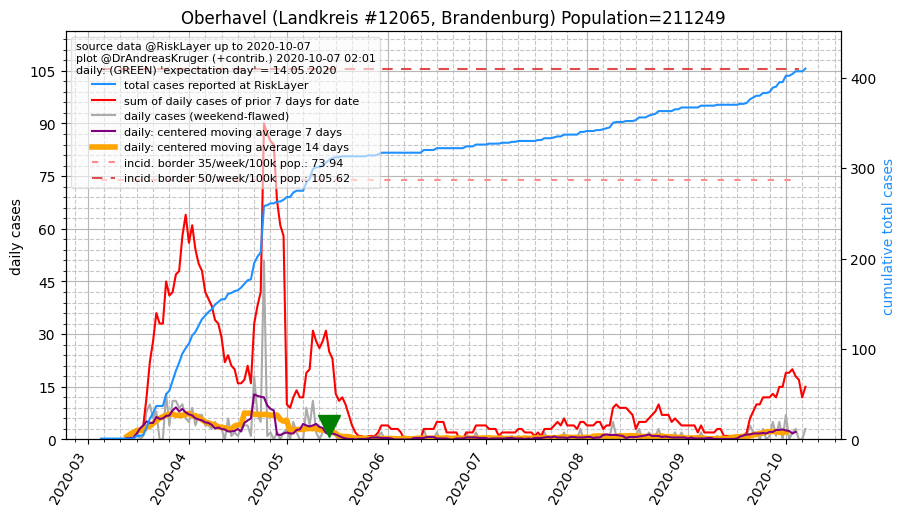 Oberhavel (Landkreis #12065, Brandenburg) Population=211249
source data @RiskLayer up to 2020-10-07
plot @DrAndreasKruger (+contrib.) 2020-10-07 02:01
daily: (GREEN) 'expectation day' = 14.05.2020
total cases reported at RiskLayer
sum of daily cases of prior 7 days for date
daily cases (weekend-flawed)
daily: centered moving average 7 days
daily: centered moving average 14 days
incid. border 35/week/100k pop.: 73.94
incid. border 50/week/100k pop.: 105.62
daily cases
105
90
75
60
45
30
15
0
cumulative total cases
400
300
200
100
0
2020-03
2020-04
2020-05
2020-06
2020-07
2020-08
2020-09
2020-10